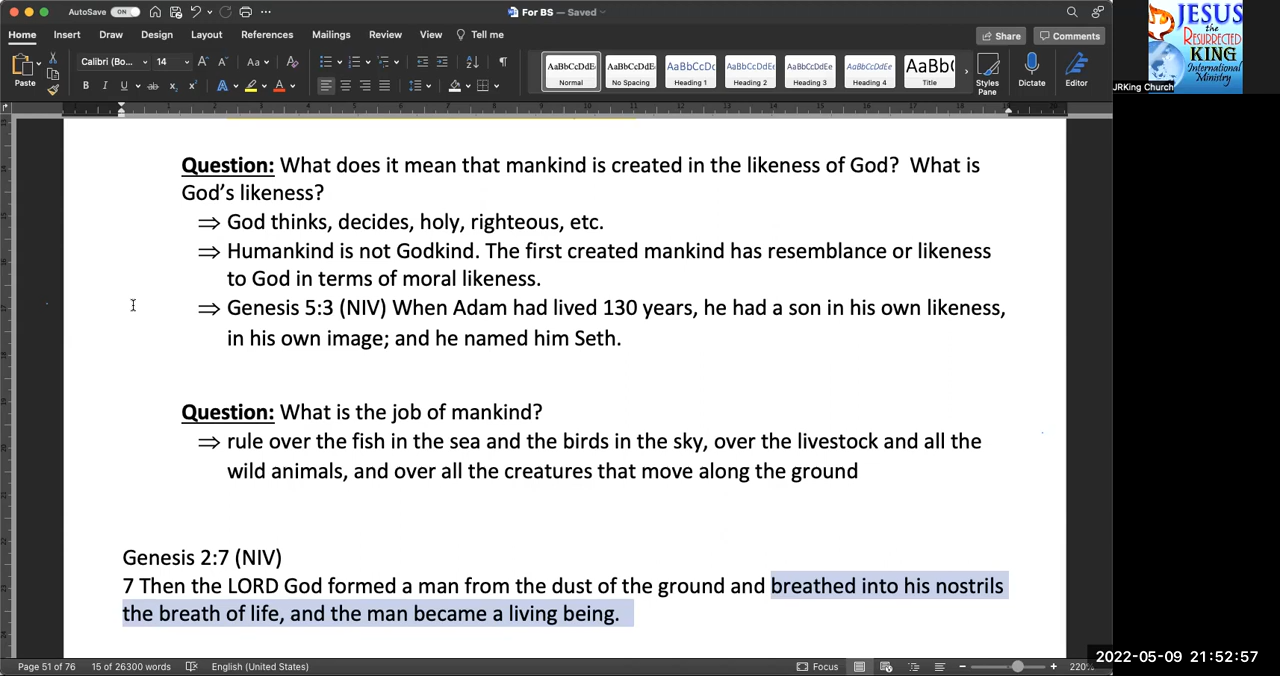 AutoSave ON For BS — Saved
Home Insert Draw Design Layout References Mailings Review View Tell me Share Comments
Paste Calibri (Bo... 14 AaBbCcDdEe Normal AaBbCcDdEe No Spacing AaBbCcDc Heading 1 AaBbCcDdEe Heading 2 AaBbCcDdEe Heading 3 AaBbCcDdEe Heading 4 AaBb( Title Styles Pane Dictate Editor
JESUS
the
RESURRECTED
KING
International
Ministry
JRKing Church
Question: What does it mean that mankind is created in the likeness of God? What is
God's likeness?
⇒ God thinks, decides, holy, righteous, etc.
⇒ Humankind is not Godkind. The first created mankind has resemblance or likeness
to God in terms of moral likeness.
⇒ Genesis 5:3 (NIV) When Adam had lived 130 years, he had a son in his own likeness,
in his own image; and he named him Seth.
Question: What is the job of mankind?
⇒ rule over the fish in the sea and the birds in the sky, over the livestock and all the
wild animals, and over all the creatures that move along the ground
Genesis 2:7 (NIV)
7 Then the LORD God formed a man from the dust of the ground and breathed into his nostrils
the breath of life, and the man became a living being.
Page 51 of 76 15 of 26300 words English (United States) Focus 220%
2022-05-09 21:52:57